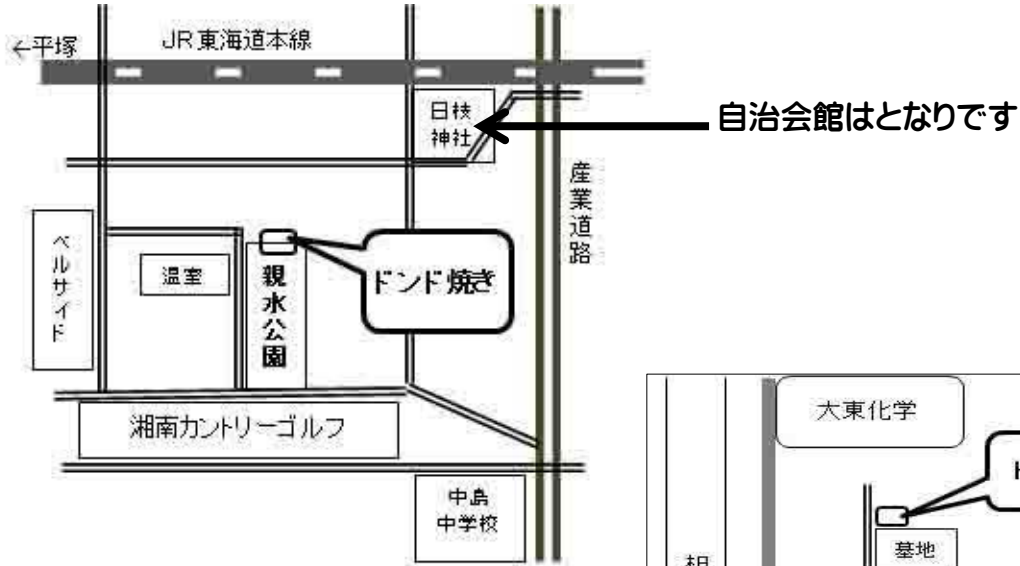 ←平塚
JR東海道本線
日枝
神社
自治会館はとなりです
産業道路
ベルサイド
温室
親水公園
ドンド焼き
湘南カントリーゴルフ
中島
中学校
大東化学
墓地